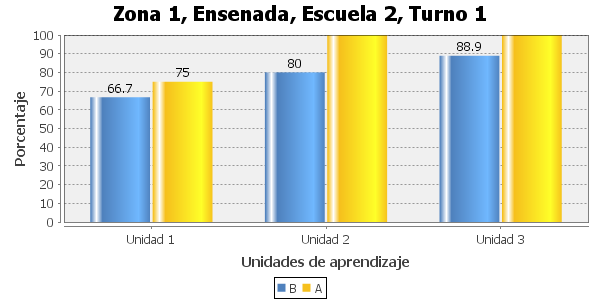 Zona 1, Ensenada, Escuela 2, Turno 1
Porcentaje
100
90
80
70
60
50
40
30
20
10
0
66.7
75
80
88.9
Unidad 1
Unidad 2
Unidad 3
Unidades de aprendizaje
B A